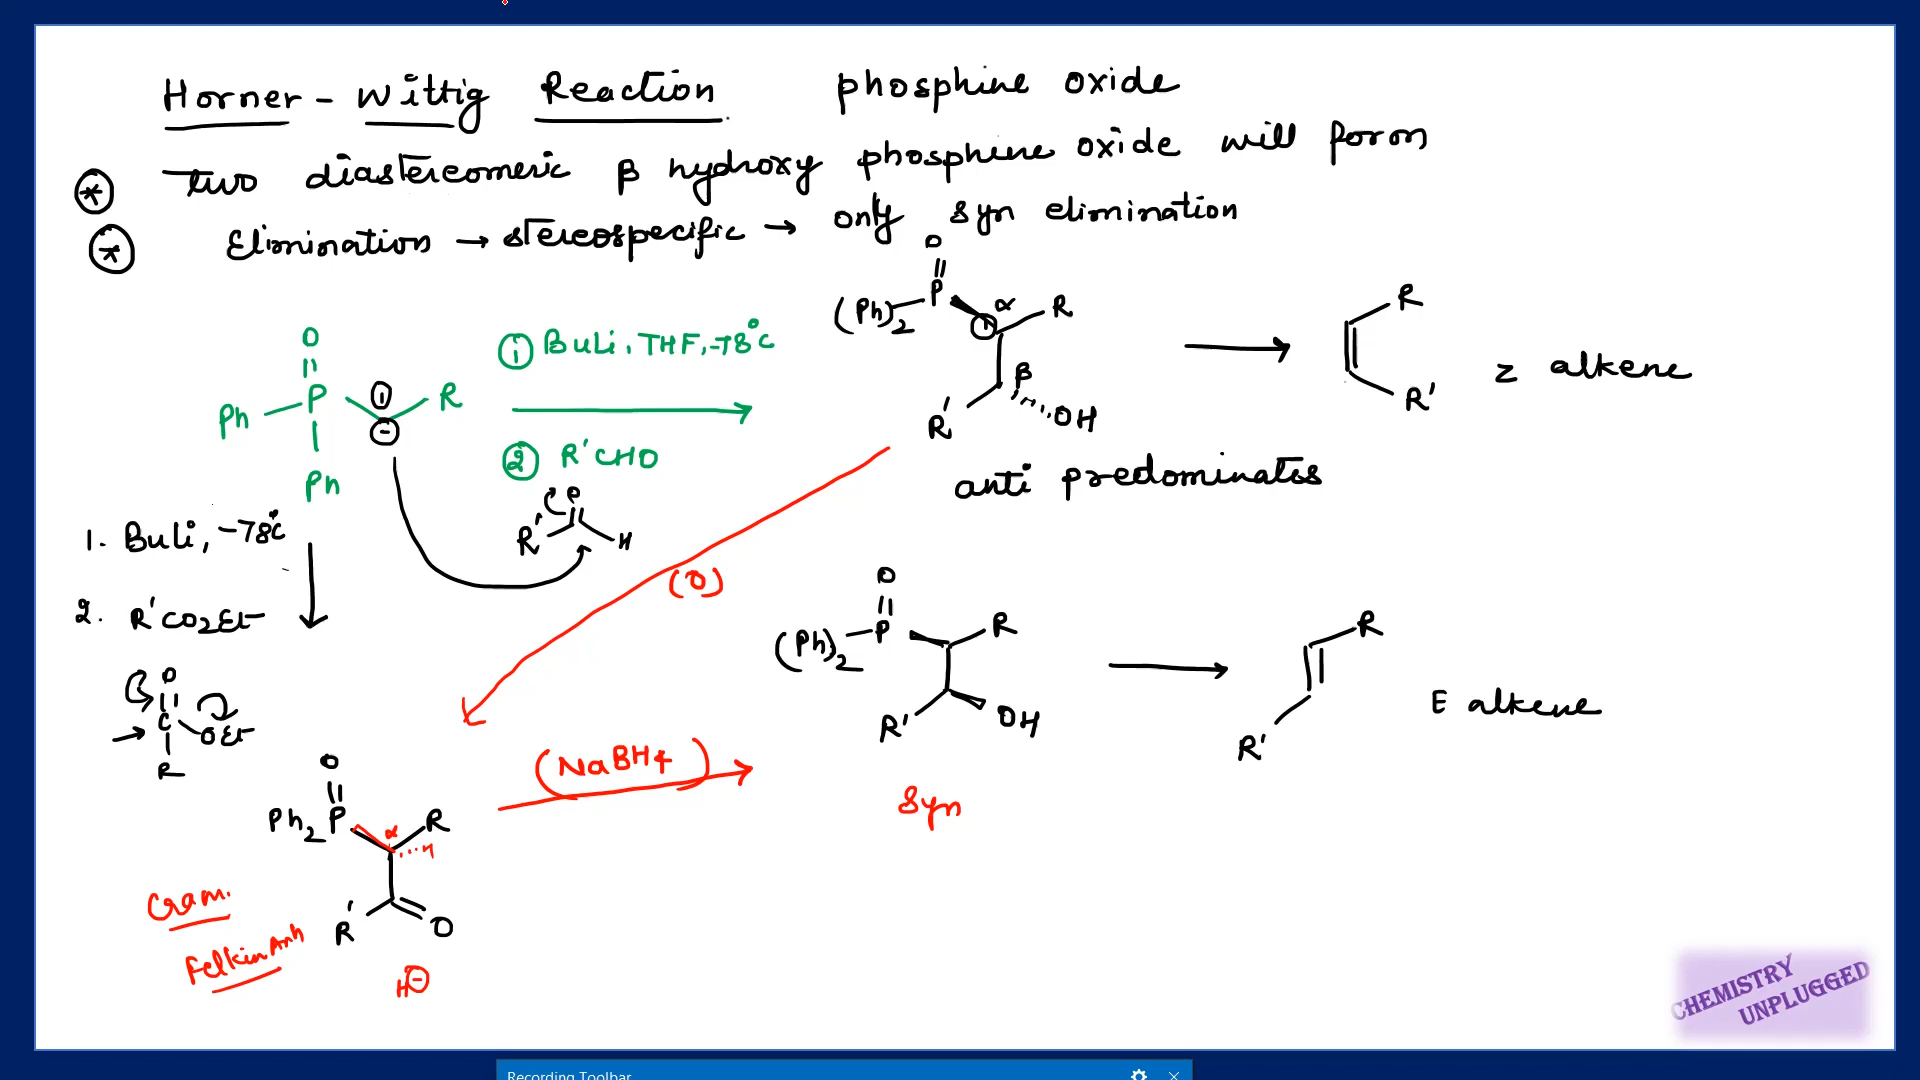 Horner - Wittig Reaction phosphine oxide
* two diastereomeric β hydroxy phosphine oxide will form
* Elimination → stereospecific → only syn elimination
O
(Ph)2 P α R
β
R' OH
anti predominates
R
R'
Z alkene
O
Ph P R
Ph
1 BuLi, THF, -78°C
2 R'CHO
O
R' H
1. BuLi, -78°C
2. R'CO2Et
O
C OEt
R
(O)
O
(Ph)2 P R
R' OH
Syn
R
R'
E alkene
O
Ph2 P α R
H
R' O
H⊖
(NaBH4)
Cram.
Felkin Anh
CHEMISTRY
UNPLUGGED
Recording Toolbar